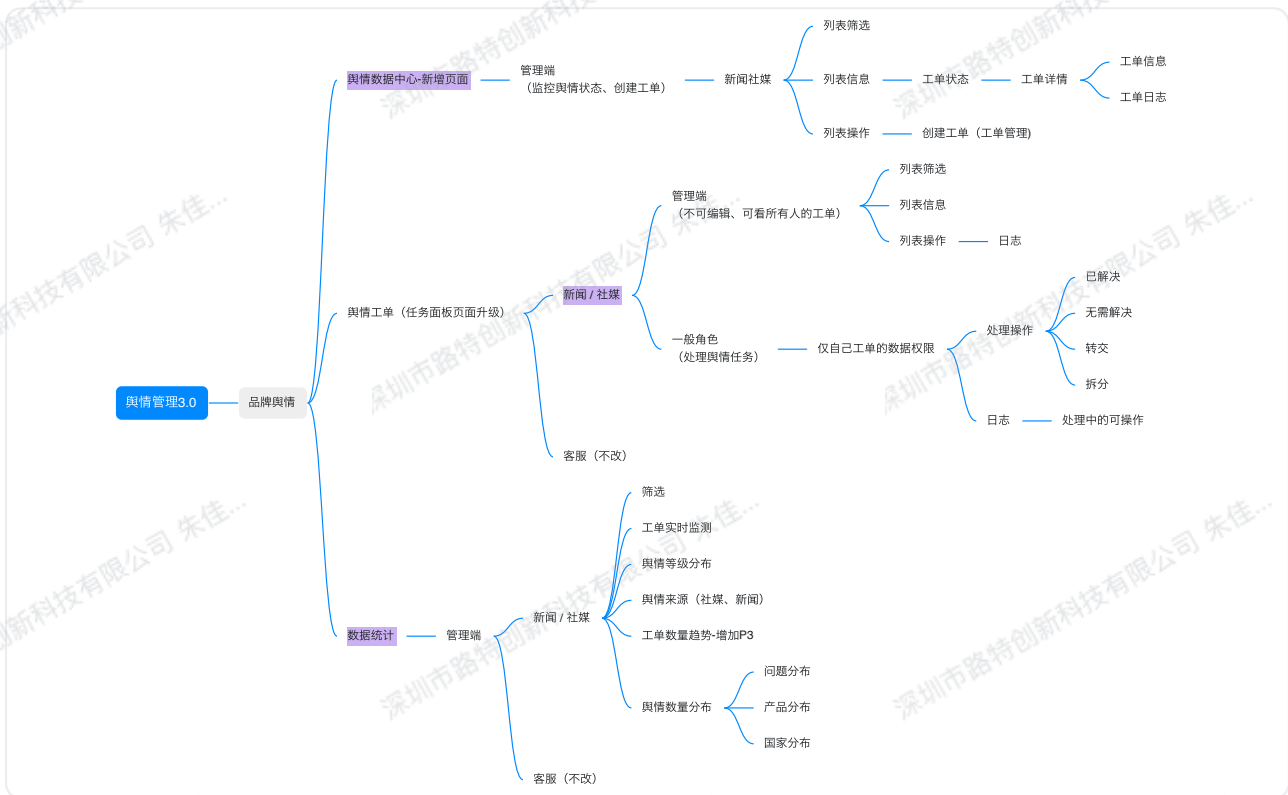 舆情管理3.0
品牌舆情
舆情数据中心-新增页面
管理端
（监控舆情状态、创建工单）
新闻社媒
列表筛选
列表信息
工单状态
工单详情
工单信息
工单日志
列表操作
创建工单（工单管理)
舆情工单（任务面板页面升级）
新闻 / 社媒
管理端
（不可编辑、可看所有人的工单）
列表筛选
列表信息
列表操作
日志
一般角色
（处理舆情任务）
仅自己工单的数据权限
处理操作
已解决
无需解决
转交
拆分
日志
处理中的可操作
客服（不改）
数据统计
管理端
新闻 / 社媒
筛选
工单实时监测
舆情等级分布
舆情来源（社媒、新闻）
工单数量趋势-增加P3
舆情数量分布
问题分布
产品分布
国家分布
客服（不改）
深圳市路特创新科技有限公司 朱佳...